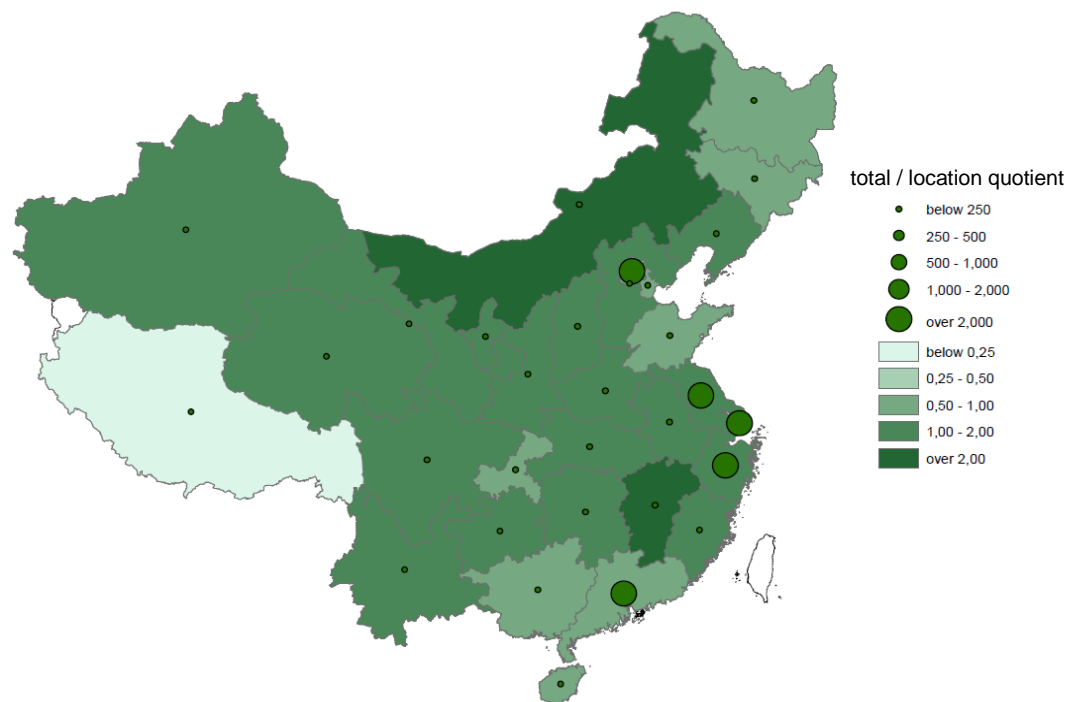 total / location quotient
below 250
250 - 500
500 - 1,000
1,000 - 2,000
over 2,000
below 0,25
0,25 - 0,50
0,50 - 1,00
1,00 - 2,00
over 2,00